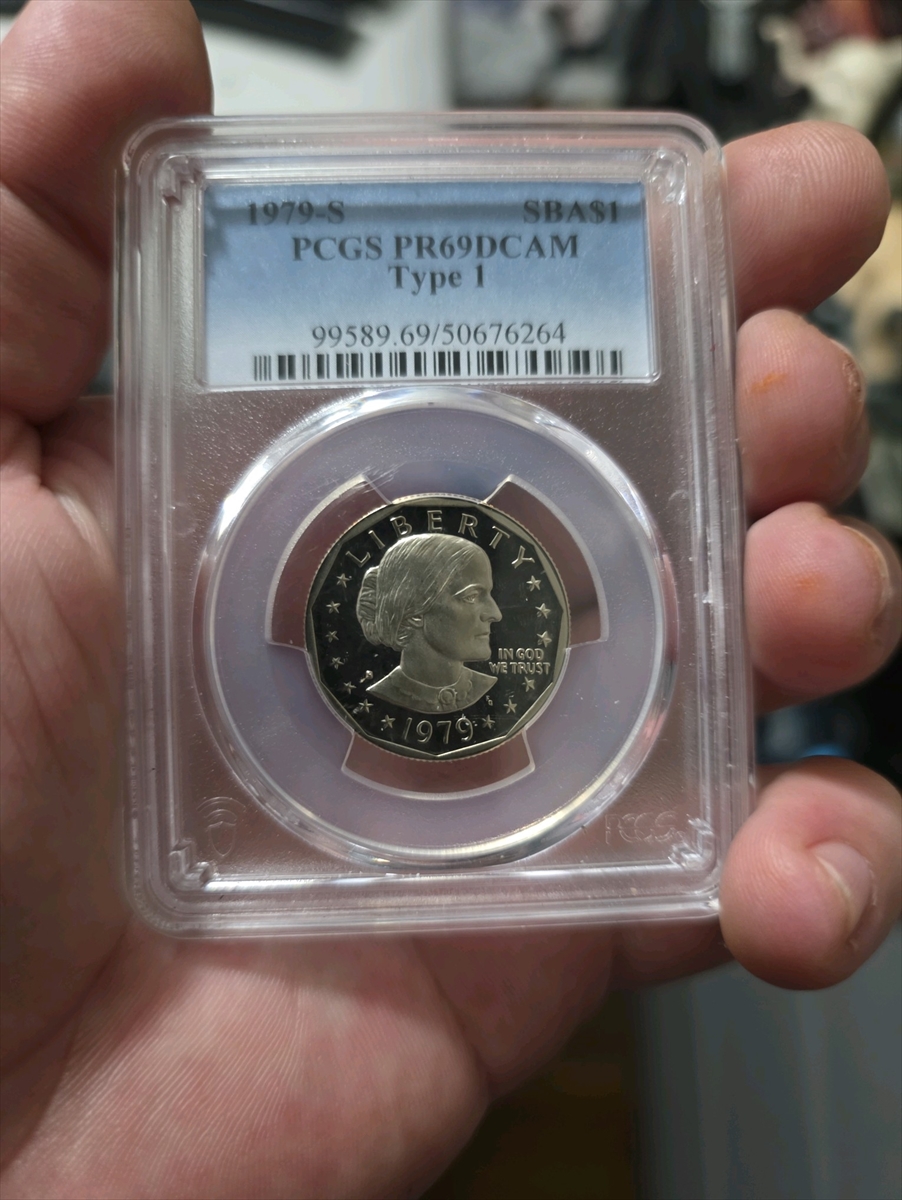 1979-S SBA$1
PCGS PR69DCAM
Type 1
99589.69/50676264
LIBERTY
IN GOD
WE TRUST
1979
PCGS